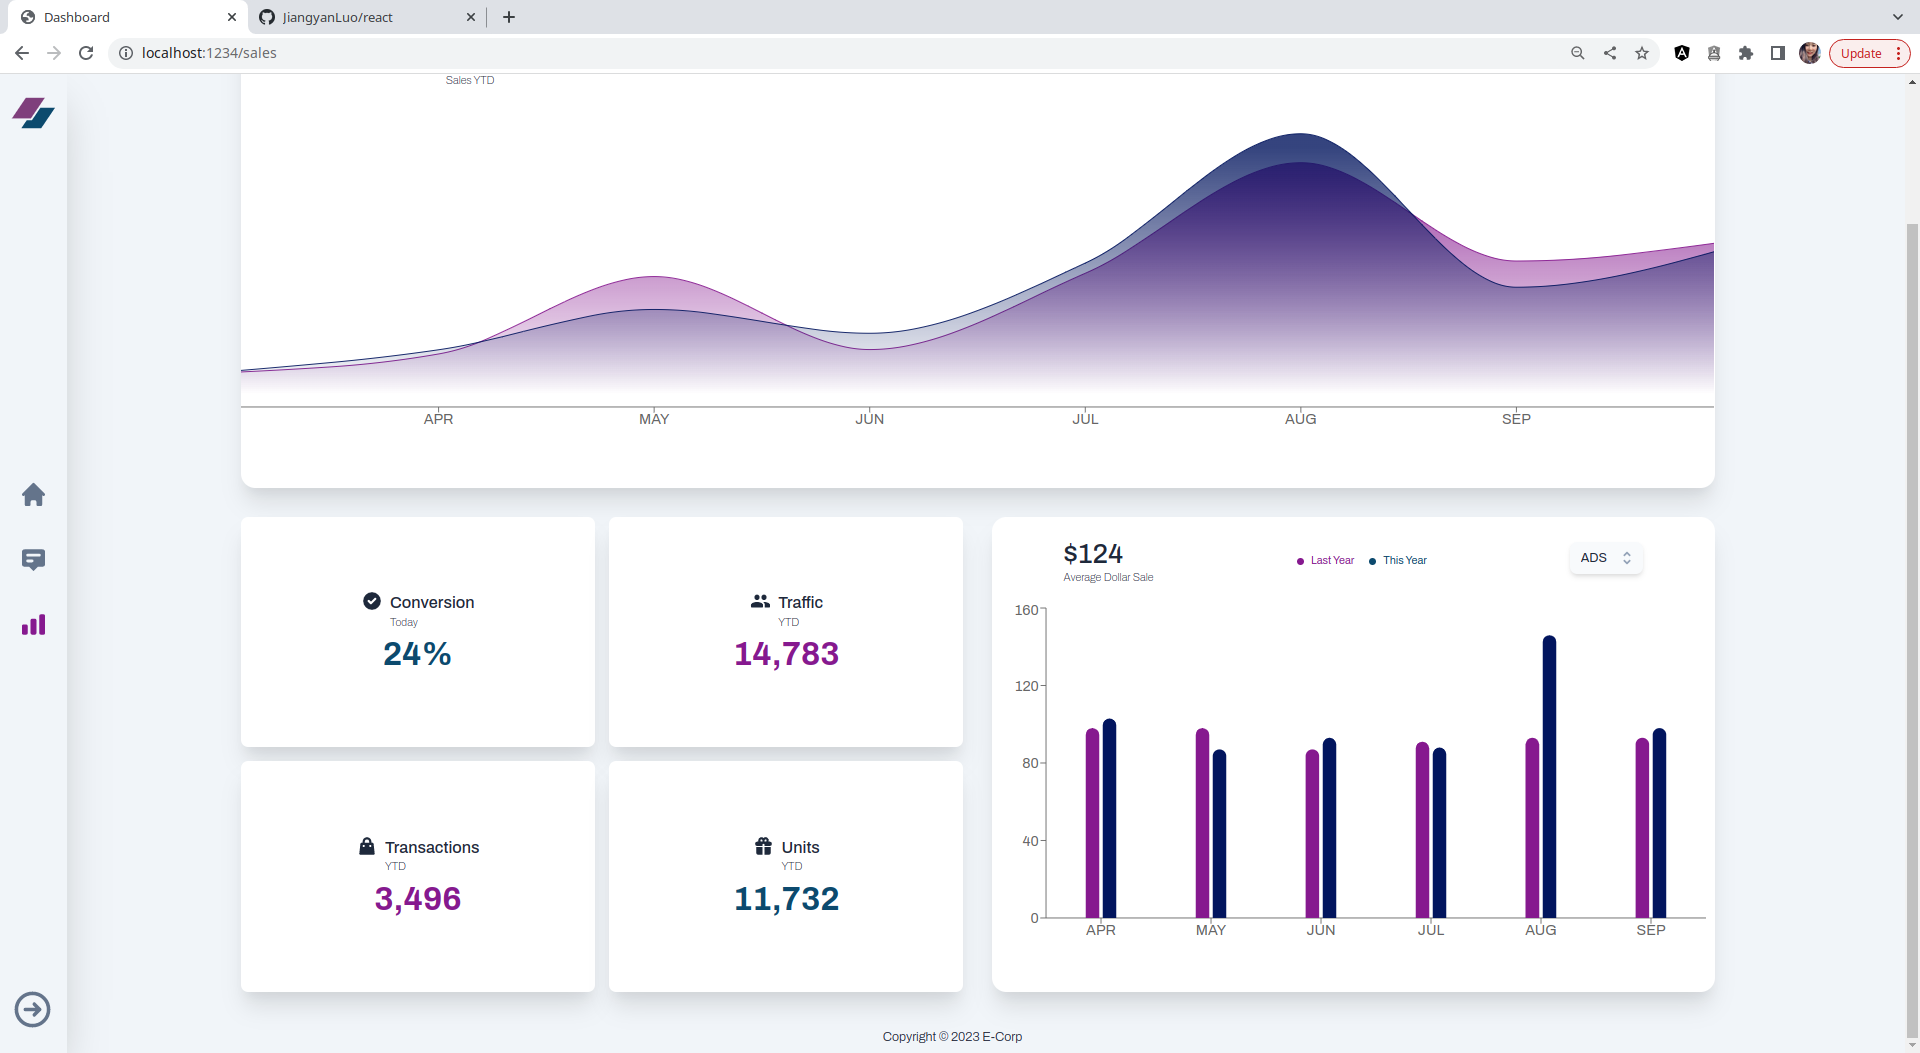 Dashboard
JiangyanLuo/react
localhost:1234/sales
Update
Sales YTD
APR MAY JUN JUL AUG SEP
Conversion
Today
24%
Traffic
YTD
14,783
Transactions
YTD
3,496
Units
YTD
11,732
$124
Average Dollar Sale
Last Year This Year
ADS
160
120
80
40
0
APR MAY JUN JUL AUG SEP
Copyright © 2023 E-Corp